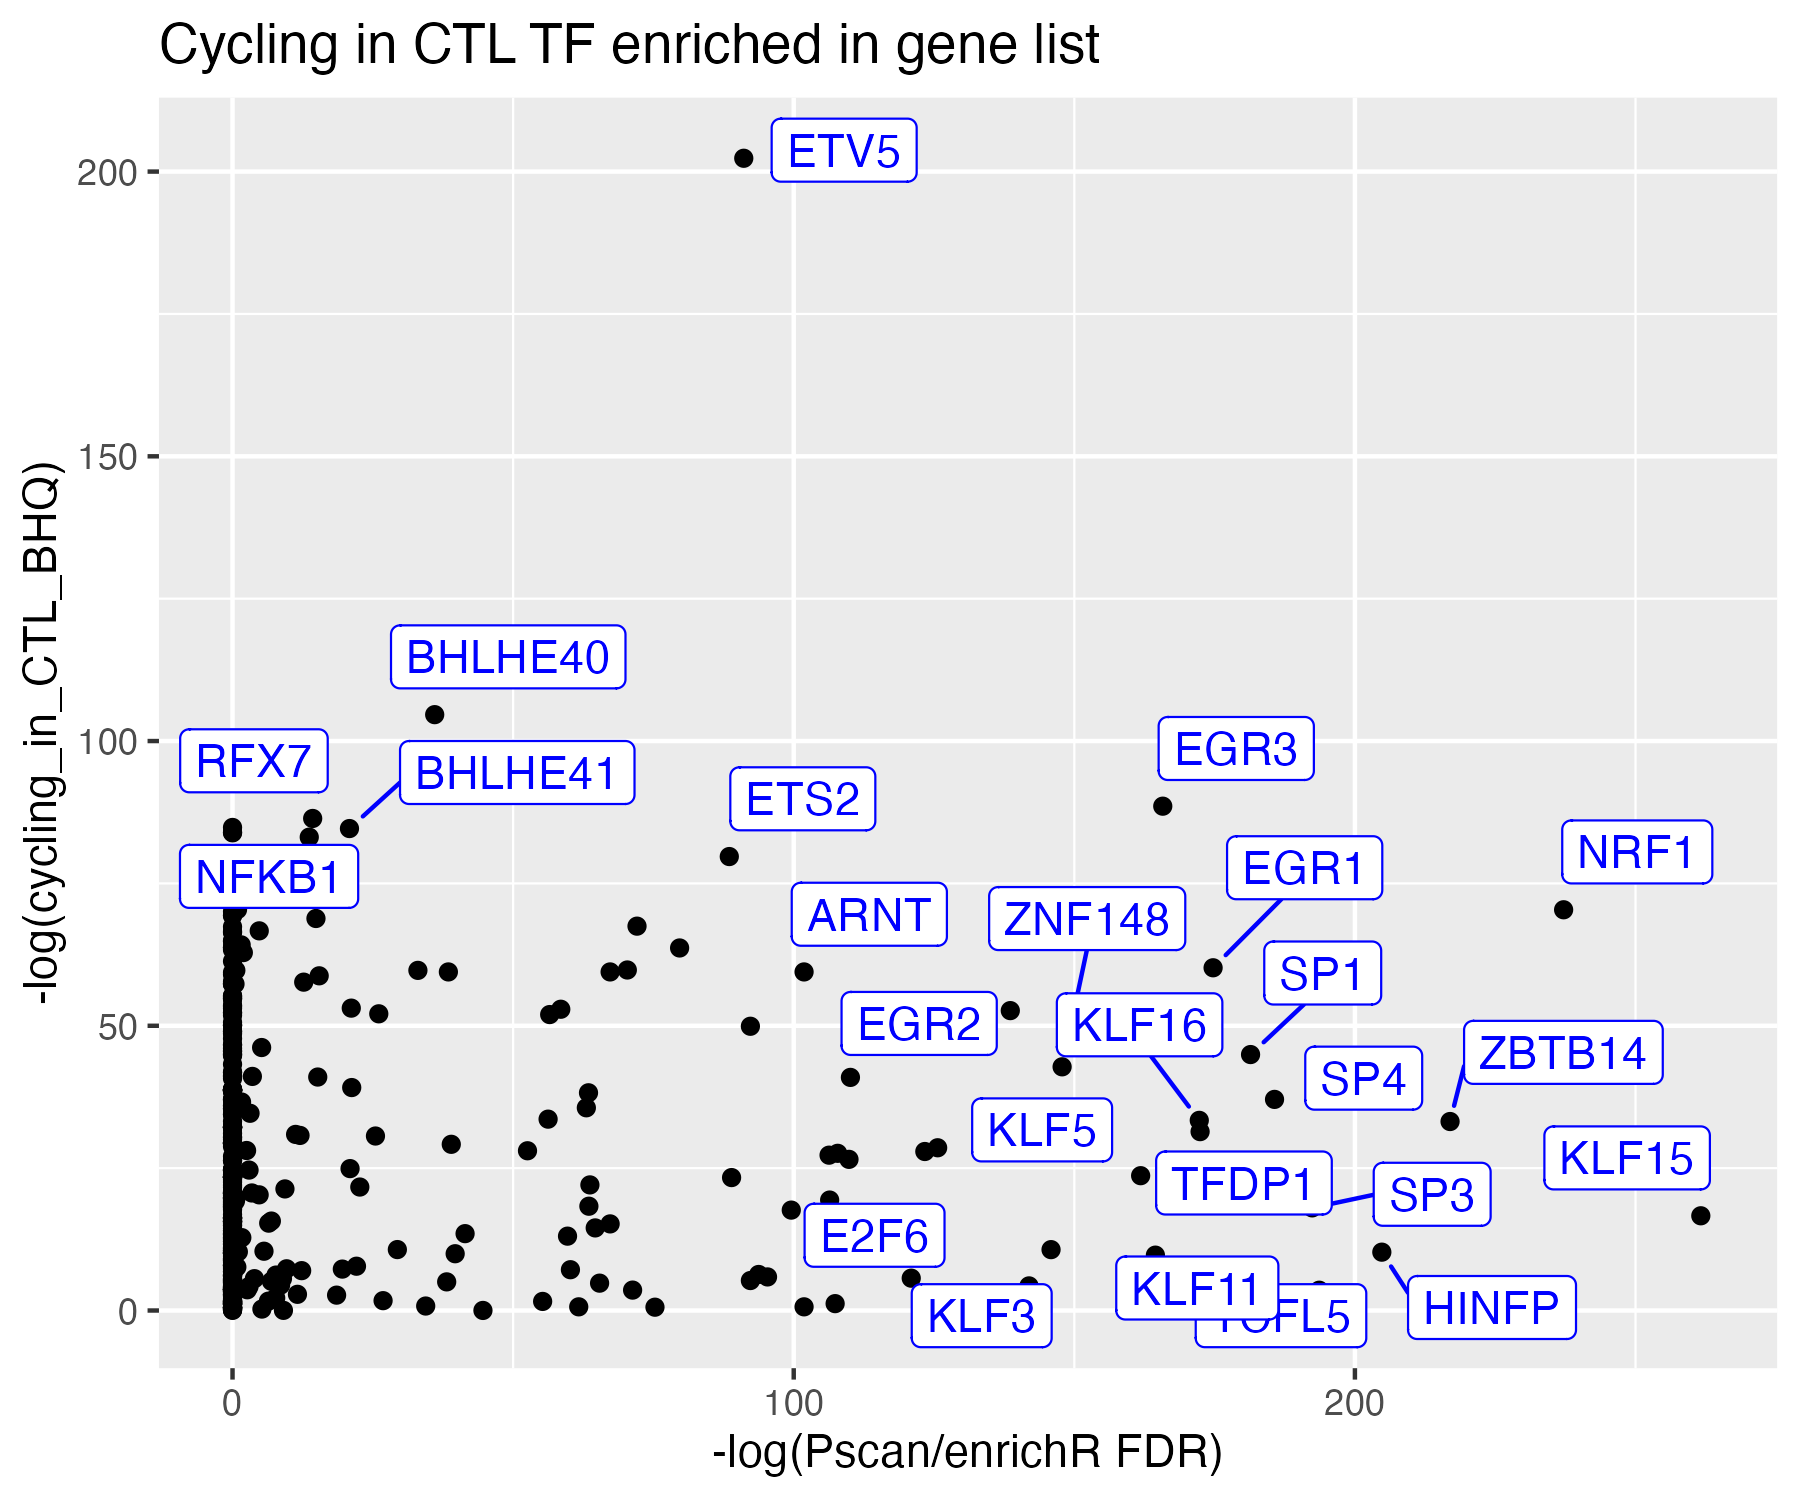 Cycling in CTL TF enriched in gene list
-log(cycling_in_CTL_BHQ)
200
150
100
50
0
ETV5
BHLHE40
RFX7
BHLHE41
EGR3
ETS2
NRF1
EGR1
NFKB1
ARNT
ZNF148
SP1
EGR2
KLF16
ZBTB14
SP4
KLF5
KLF15
TFDP1
SP3
E2F6
KLF11
KLF3
HINFP
0
100
200
-log(Pscan/enrichR FDR)